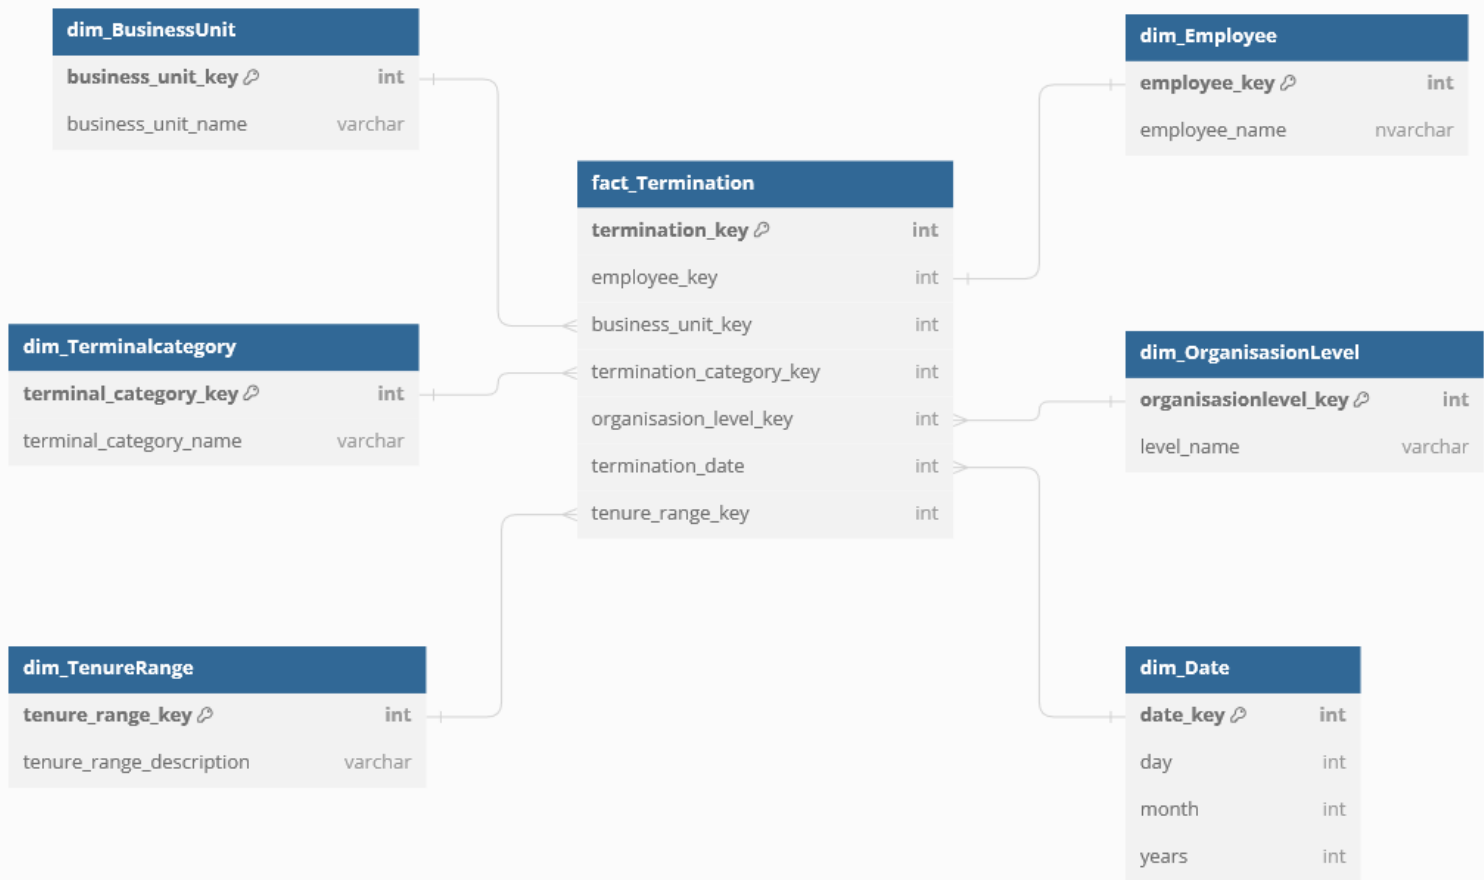 dim_BusinessUnit
business_unit_key int
business_unit_name varchar
dim_Employee
employee_key int
employee_name nvarchar
fact_Termination
termination_key int
employee_key int
business_unit_key int
termination_category_key int
organisasion_level_key int
termination_date int
tenure_range_key int
dim_Terminalcategory
terminal_category_key int
terminal_category_name varchar
dim_OrganisasionLevel
organisasionlevel_key int
level_name varchar
dim_TenureRange
tenure_range_key int
tenure_range_description varchar
dim_Date
date_key int
day int
month int
years int